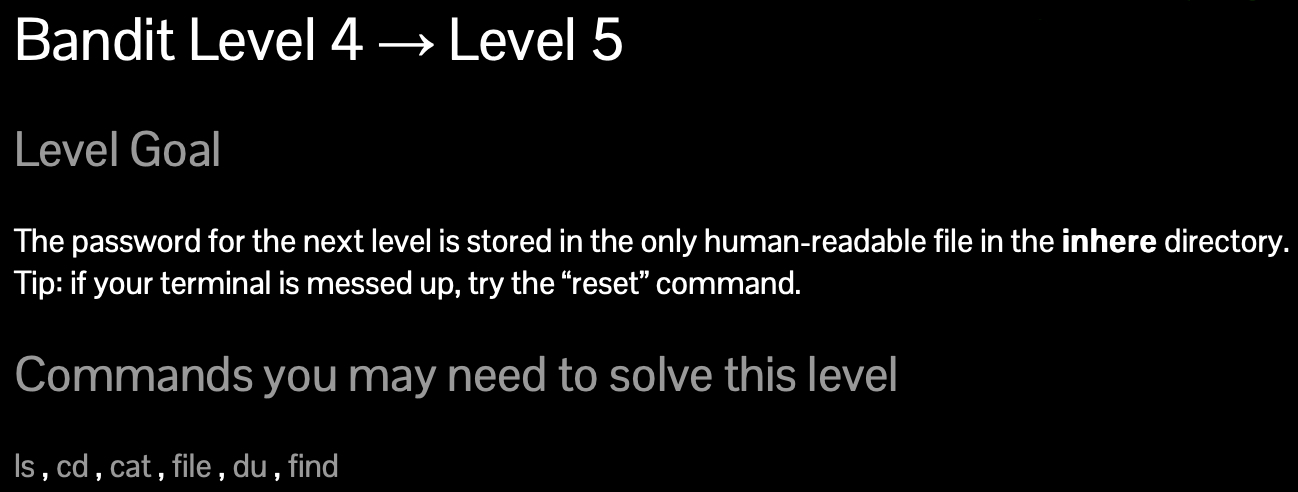 Bandit Level 4 → Level 5
Level Goal
The password for the next level is stored in the only human-readable file in the inhere directory.
Tip: if your terminal is messed up, try the “reset” command.
Commands you may need to solve this level
ls , cd , cat , file , du , find